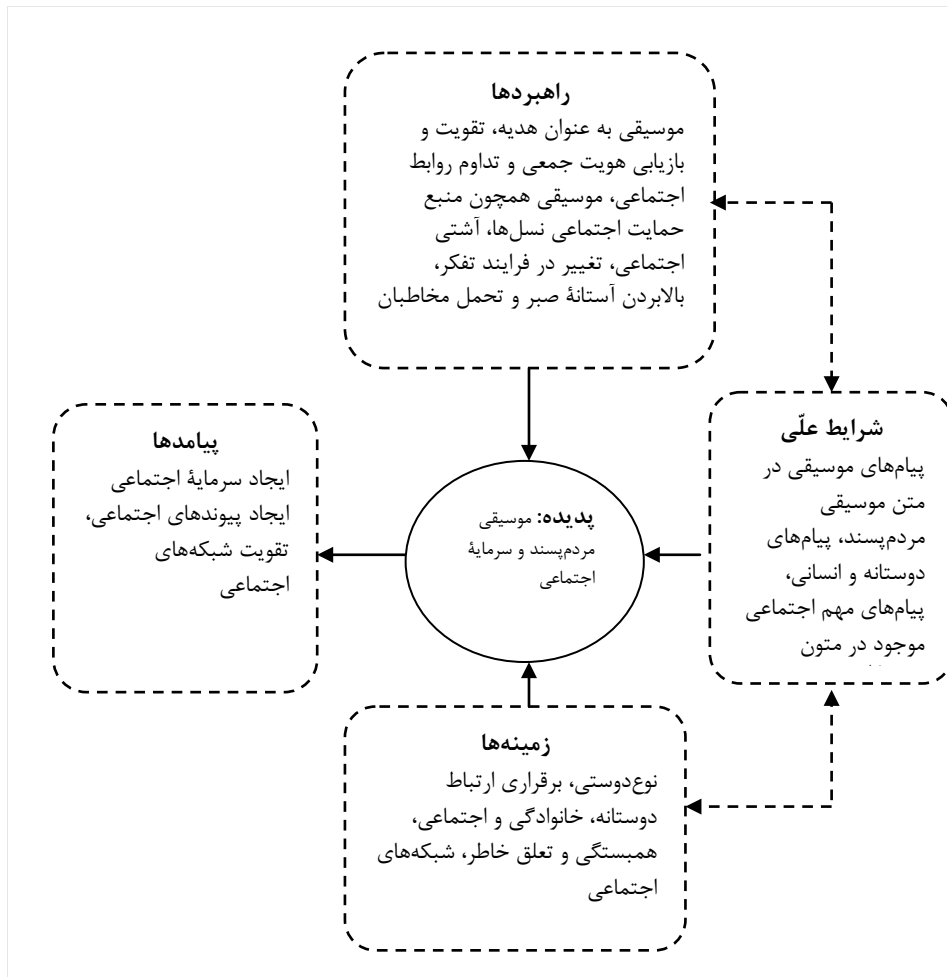 راهبردها
موسیقی به عنوان هدیه، تقویت و
بازیابی هویت جمعی و تداوم روابط
اجتماعی، موسیقی همچون منبع
حمایت اجتماعی نسل‌ها، آشتی
اجتماعی، تغییر در فرایند تفکر،
بالابردن آستانهٔ صبر و تحمل مخاطبان
شرایط علّی
پیام‌های موسیقی در
متن موسیقی
مردم‌پسند، پیام‌های
دوستانه و انسانی،
پیام‌های مهم اجتماعی
موجود در متون
پدیده: موسیقی
مردم‌پسند و سرمایهٔ
اجتماعی
پیامدها
ایجاد سرمایهٔ اجتماعی
ایجاد پیوندهای اجتماعی،
تقویت شبکه‌های
اجتماعی
زمینه‌ها
نوع‌دوستی، برقراری ارتباط
دوستانه، خانوادگی و اجتماعی،
همبستگی و تعلق خاطر، شبکه‌های
اجتماعی